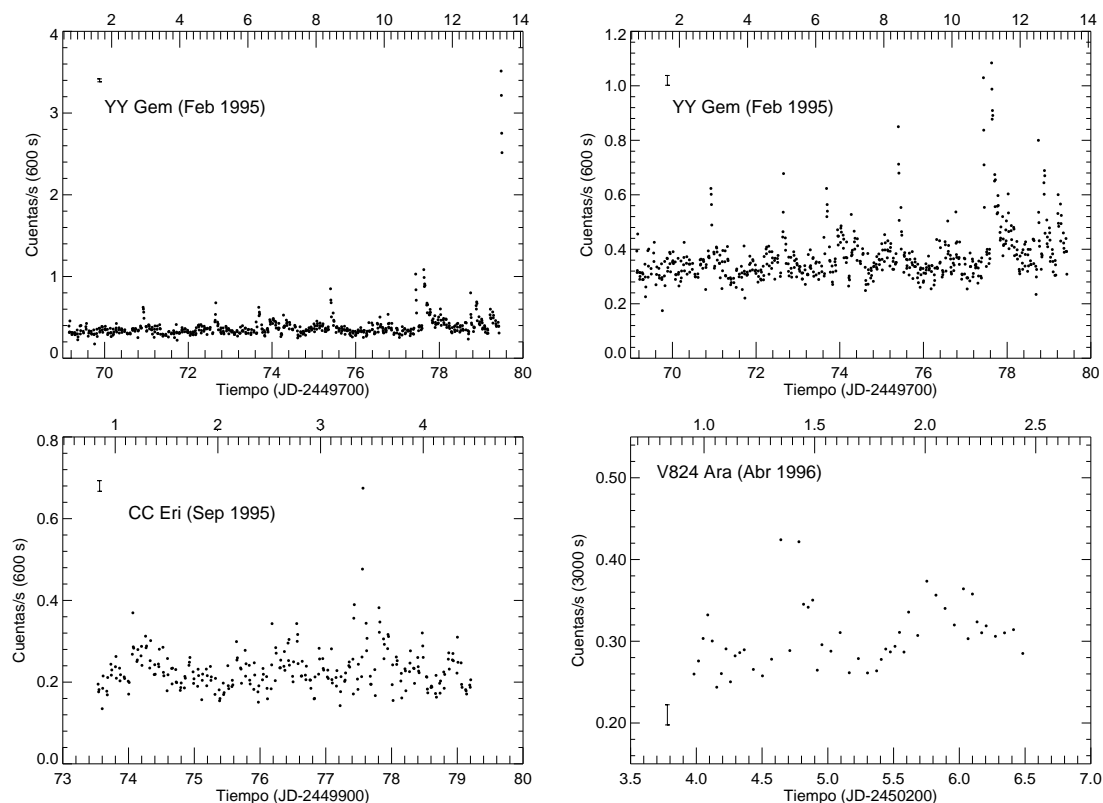 2 4 6 8 10 12 14
4
3
2
1
0
YY Gem (Feb 1995)
Cuentas/s (600 s)
70 72 74 76 78 80
Tiempo (JD-2449700)
2 4 6 8 10 12 14
1.2
1.0
0.8
0.6
0.4
0.2
0.0
YY Gem (Feb 1995)
Cuentas/s (600 s)
70 72 74 76 78 80
Tiempo (JD-2449700)
1 2 3 4
0.8
0.6
0.4
0.2
0.0
CC Eri (Sep 1995)
Cuentas/s (600 s)
73 74 75 76 77 78 79 80
Tiempo (JD-2449900)
1.0 1.5 2.0 2.5
0.50
0.40
0.30
0.20
V824 Ara (Abr 1996)
Cuentas/s (3000 s)
3.5 4.0 4.5 5.0 5.5 6.0 6.5 7.0
Tiempo (JD-2450200)